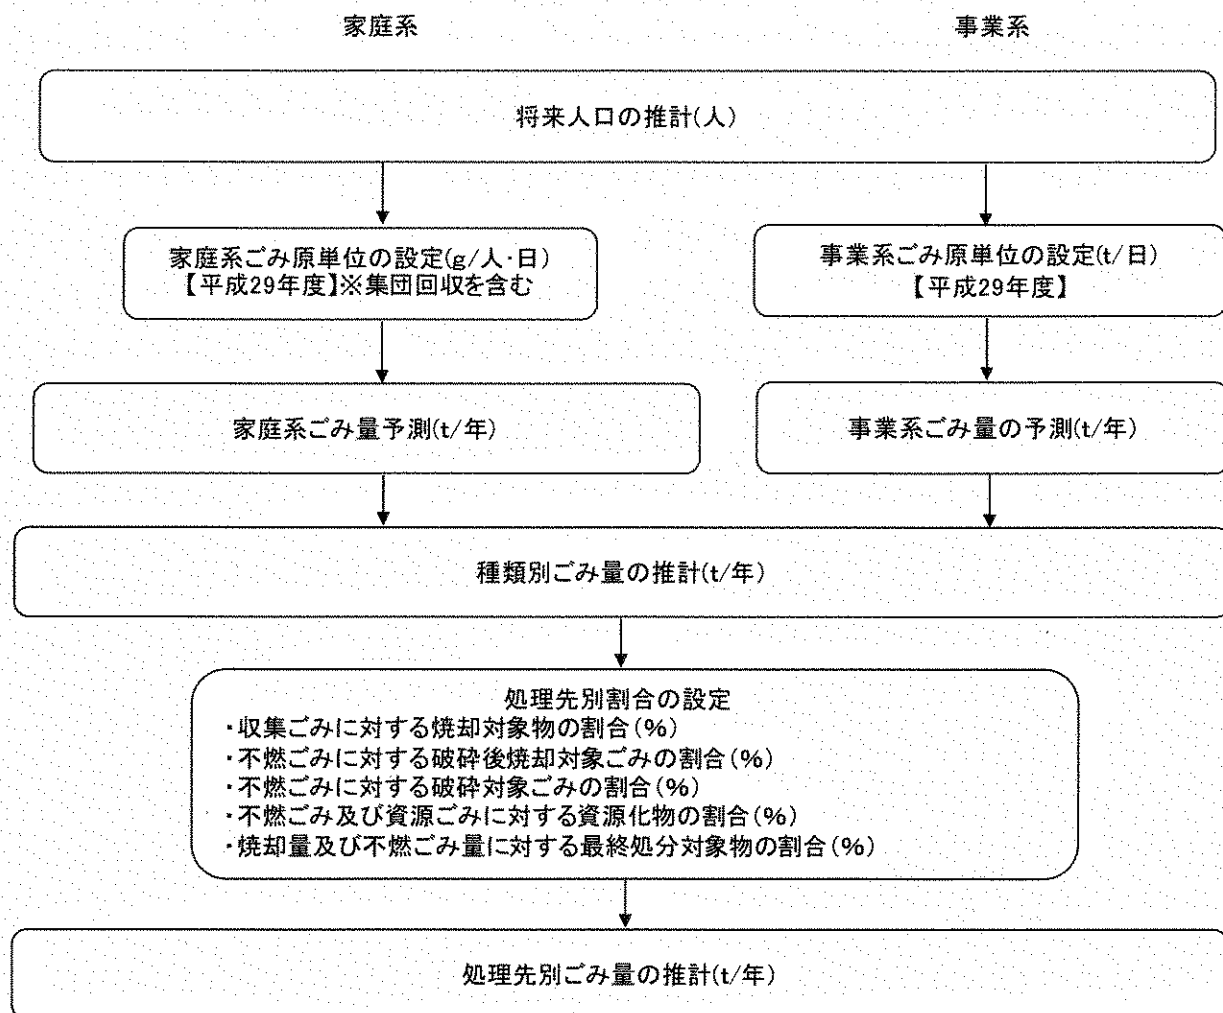 家庭系
事業系
将来人口の推計(人)
家庭系ごみ原単位の設定(g/人・日)
【平成29年度】※集団回収を含む
事業系ごみ原単位の設定(t/日)
【平成29年度】
家庭系ごみ量予測(t/年)
事業系ごみ量の予測(t/年)
種類別ごみ量の推計(t/年)
処理先別割合の設定
・収集ごみに対する焼却対象物の割合(%)
・不燃ごみに対する破砕後焼却対象ごみの割合(%)
・不燃ごみに対する破砕対象ごみの割合(%)
・不燃ごみ及び資源ごみに対する資源化物の割合(%)
・焼却量及び不燃ごみ量に対する最終処分対象物の割合(%)
処理先別ごみ量の推計(t/年)